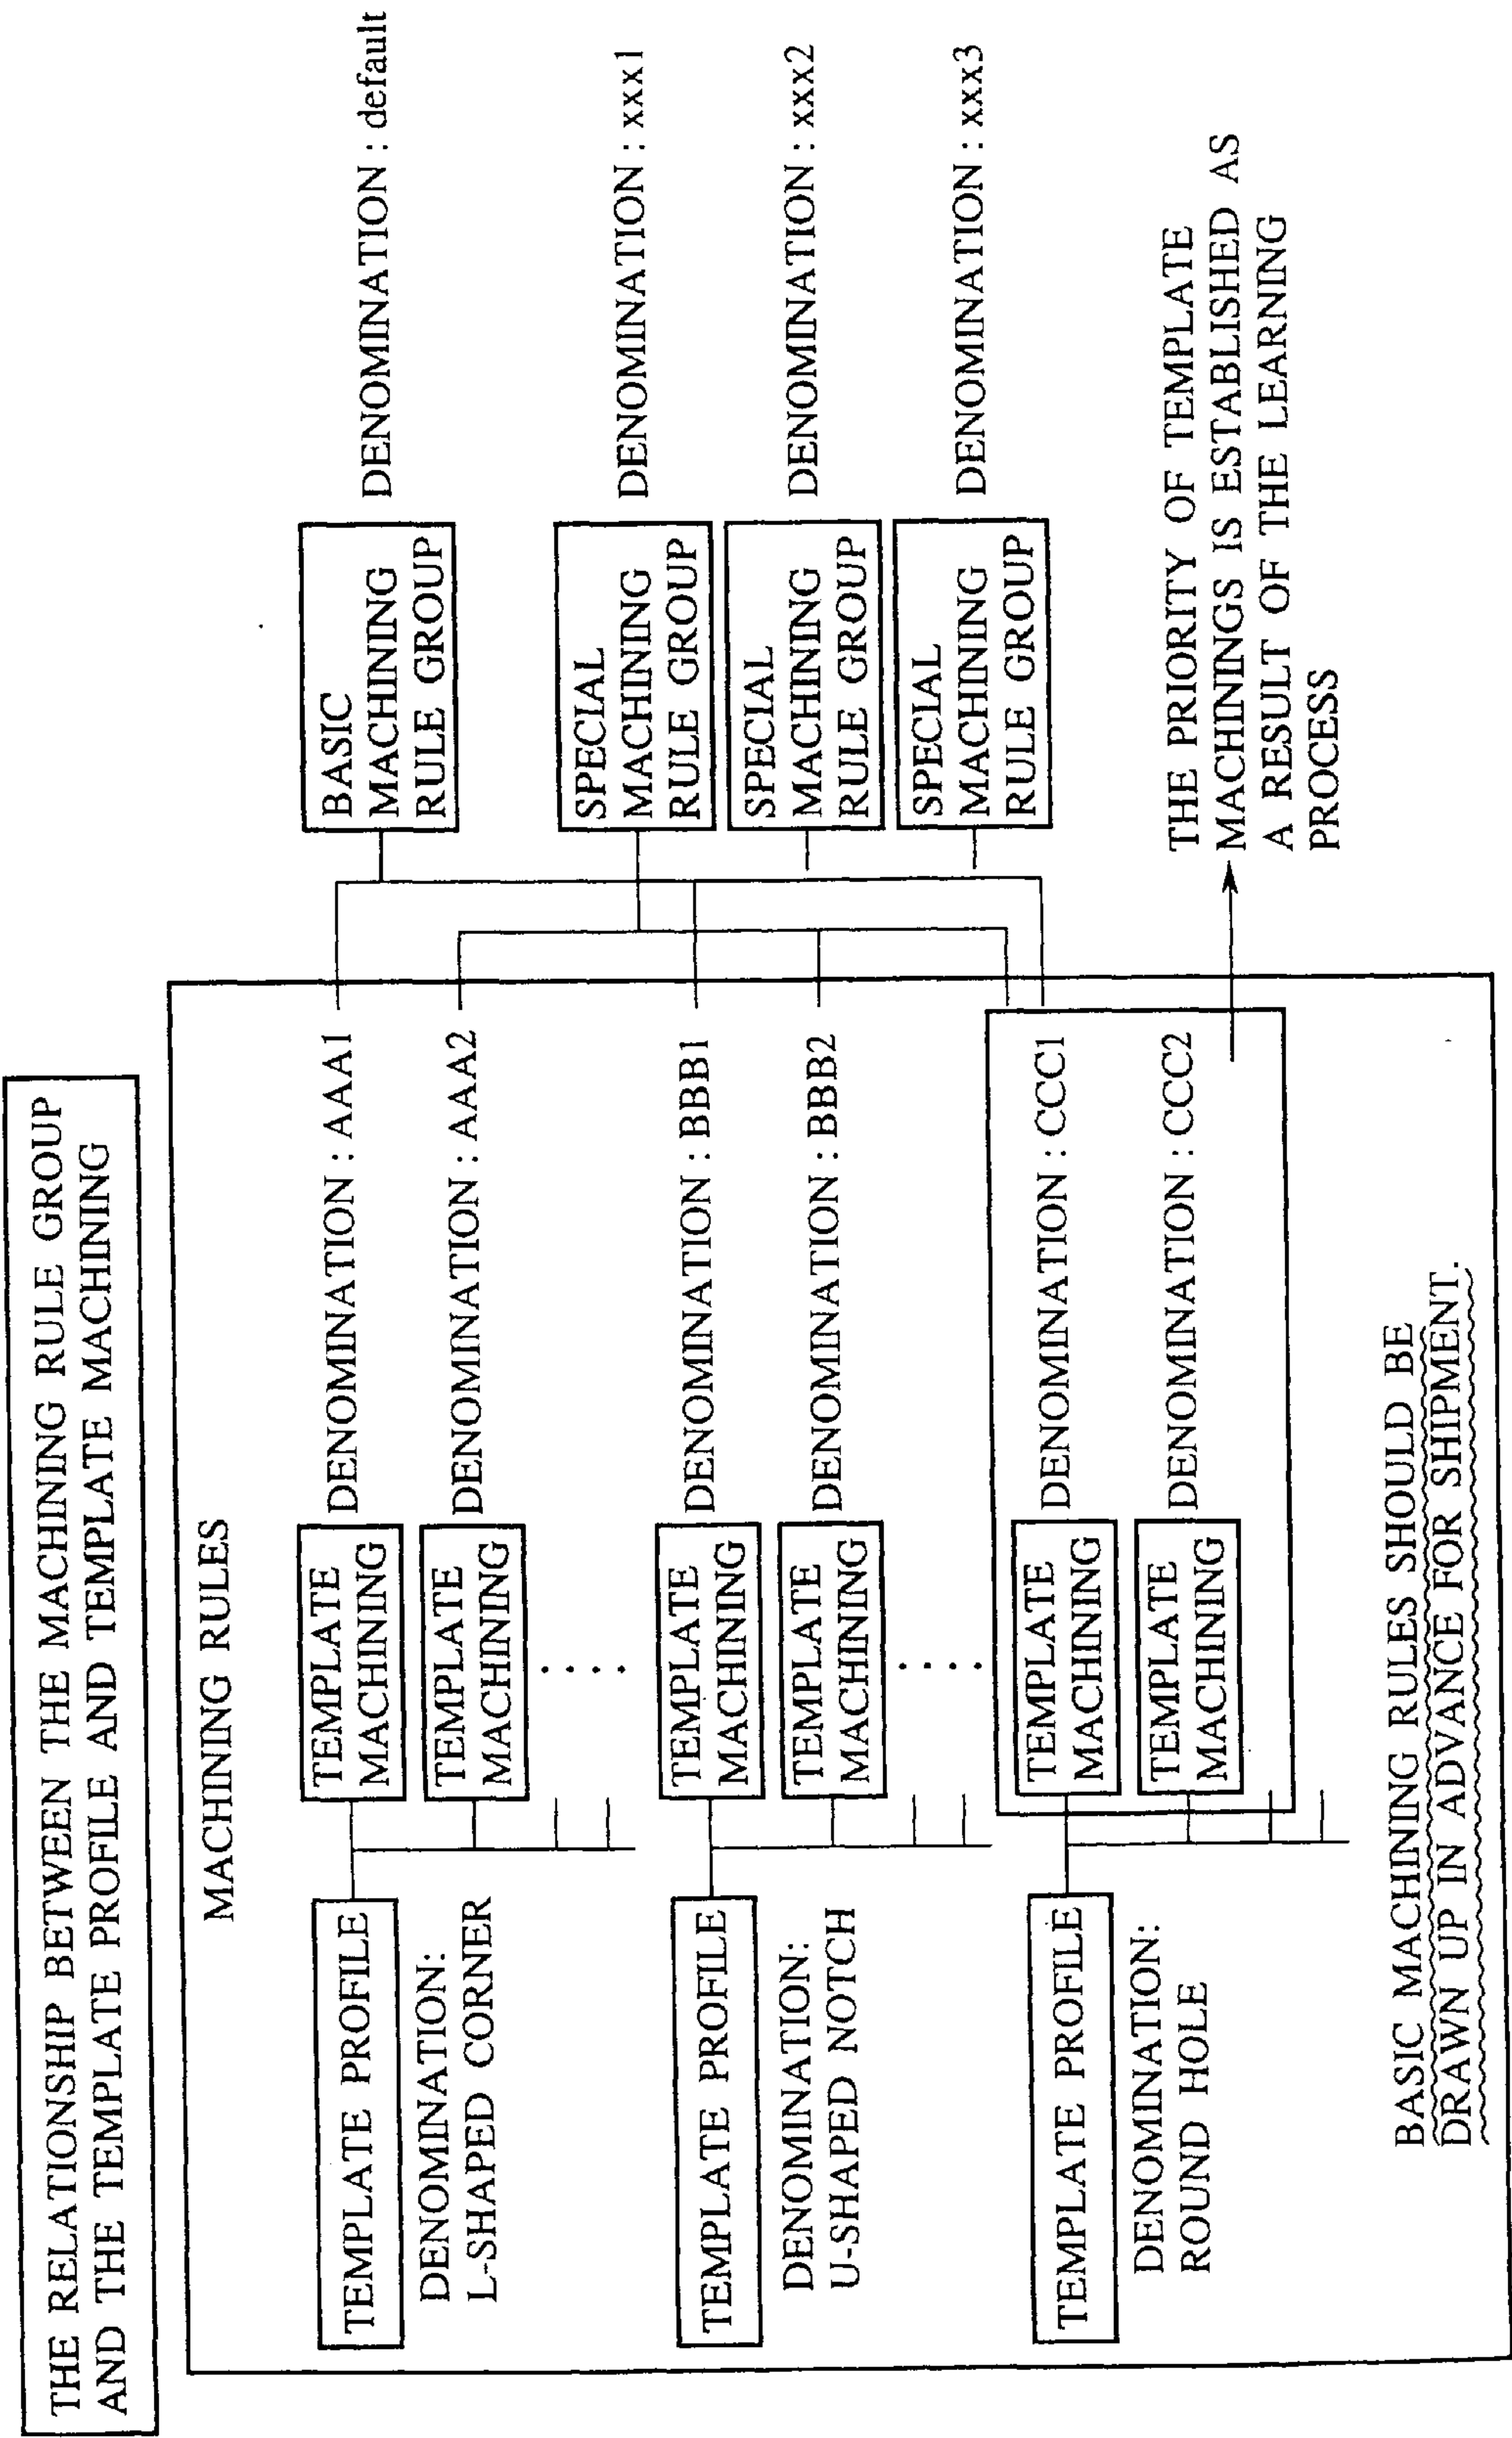 THE RELATIONSHIP BETWEEN THE MACHINING RULE GROUP
AND THE TEMPLATE PROFILE AND TEMPLATE MACHINING
MACHINING RULES
TEMPLATE PROFILE
DENOMINATION:
L-SHAPED CORNER
TEMPLATE
MACHINING
DENOMINATION : AAA1
TEMPLATE
MACHINING
DENOMINATION : AAA2
TEMPLATE PROFILE
DENOMINATION:
U-SHAPED NOTCH
TEMPLATE
MACHINING
DENOMINATION : BBB1
TEMPLATE
MACHINING
DENOMINATION : BBB2
TEMPLATE PROFILE
DENOMINATION:
ROUND HOLE
TEMPLATE
MACHINING
DENOMINATION : CCC1
TEMPLATE
MACHINING
DENOMINATION : CCC2
BASIC MACHINING RULES SHOULD BE
DRAWN UP IN ADVANCE FOR SHIPMENT.
BASIC
MACHINING
RULE GROUP
DENOMINATION : default
SPECIAL
MACHINING
RULE GROUP
DENOMINATION : xxx1
SPECIAL
MACHINING
RULE GROUP
DENOMINATION : xxx2
SPECIAL
MACHINING
RULE GROUP
DENOMINATION : xxx3
THE PRIORITY OF TEMPLATE
MACHININGS IS ESTABLISHED AS
A RESULT OF THE LEARNING
PROCESS